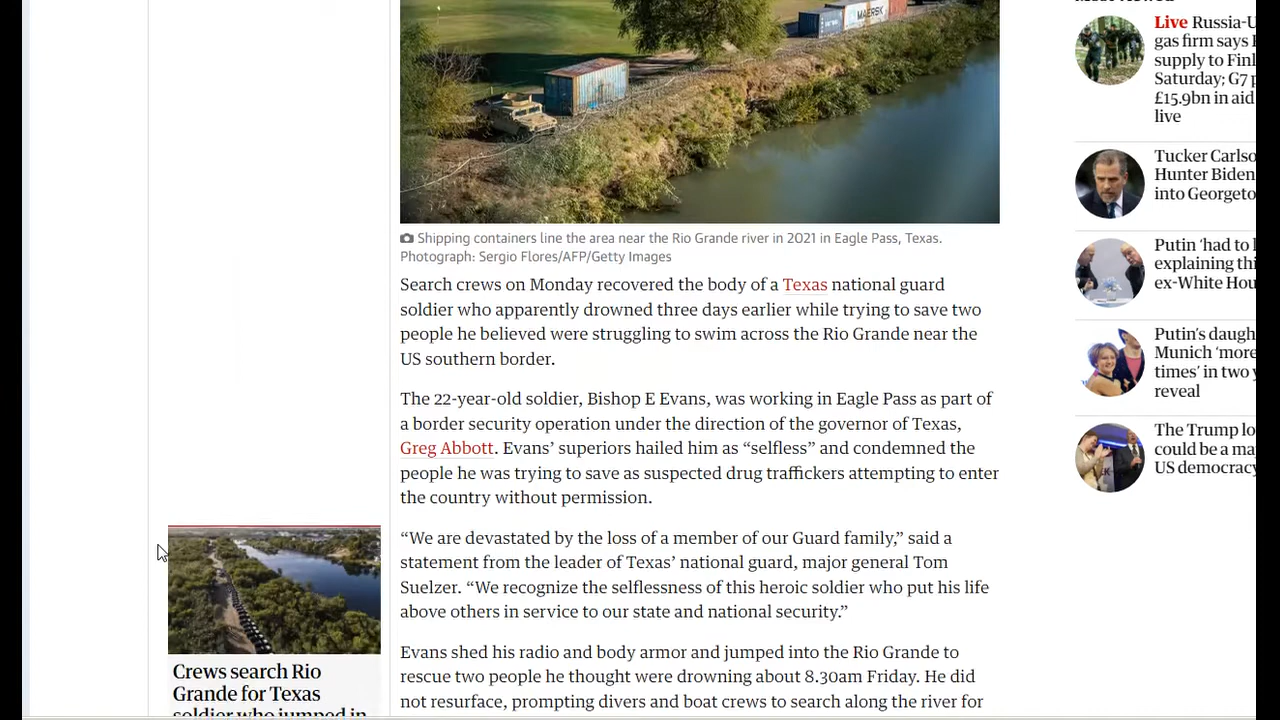 MAERSK
Shipping containers line the area near the Rio Grande river in 2021 in Eagle Pass, Texas.
Photograph: Sergio Flores/AFP/Getty Images
Search crews on Monday recovered the body of a Texas national guard
soldier who apparently drowned three days earlier while trying to save two
people he believed were struggling to swim across the Rio Grande near the
US southern border.
The 22-year-old soldier, Bishop E Evans, was working in Eagle Pass as part of
a border security operation under the direction of the governor of Texas,
Greg Abbott. Evans’ superiors hailed him as “selfless” and condemned the
people he was trying to save as suspected drug traffickers attempting to enter
the country without permission.
“We are devastated by the loss of a member of our Guard family,” said a
statement from the leader of Texas’ national guard, major general Tom
Suelzer. “We recognize the selflessness of this heroic soldier who put his life
above others in service to our state and national security.”
Evans shed his radio and body armor and jumped into the Rio Grande to
rescue two people he thought were drowning about 8.30am Friday. He did
not resurface, prompting divers and boat crews to search along the river for
Crews search Rio
Grande for Texas
soldier who jumped in
Live Russia-U
gas firm says
supply to Finl
Saturday; G7
£15.9bn in aid
live
Tucker Carlso
Hunter Biden
into Georgeto
Putin ‘had to
explaining thi
ex-White Hou
Putin’s daugh
Munich ‘more
times’ in two
reveal
The Trump lo
could be a ma
US democracy